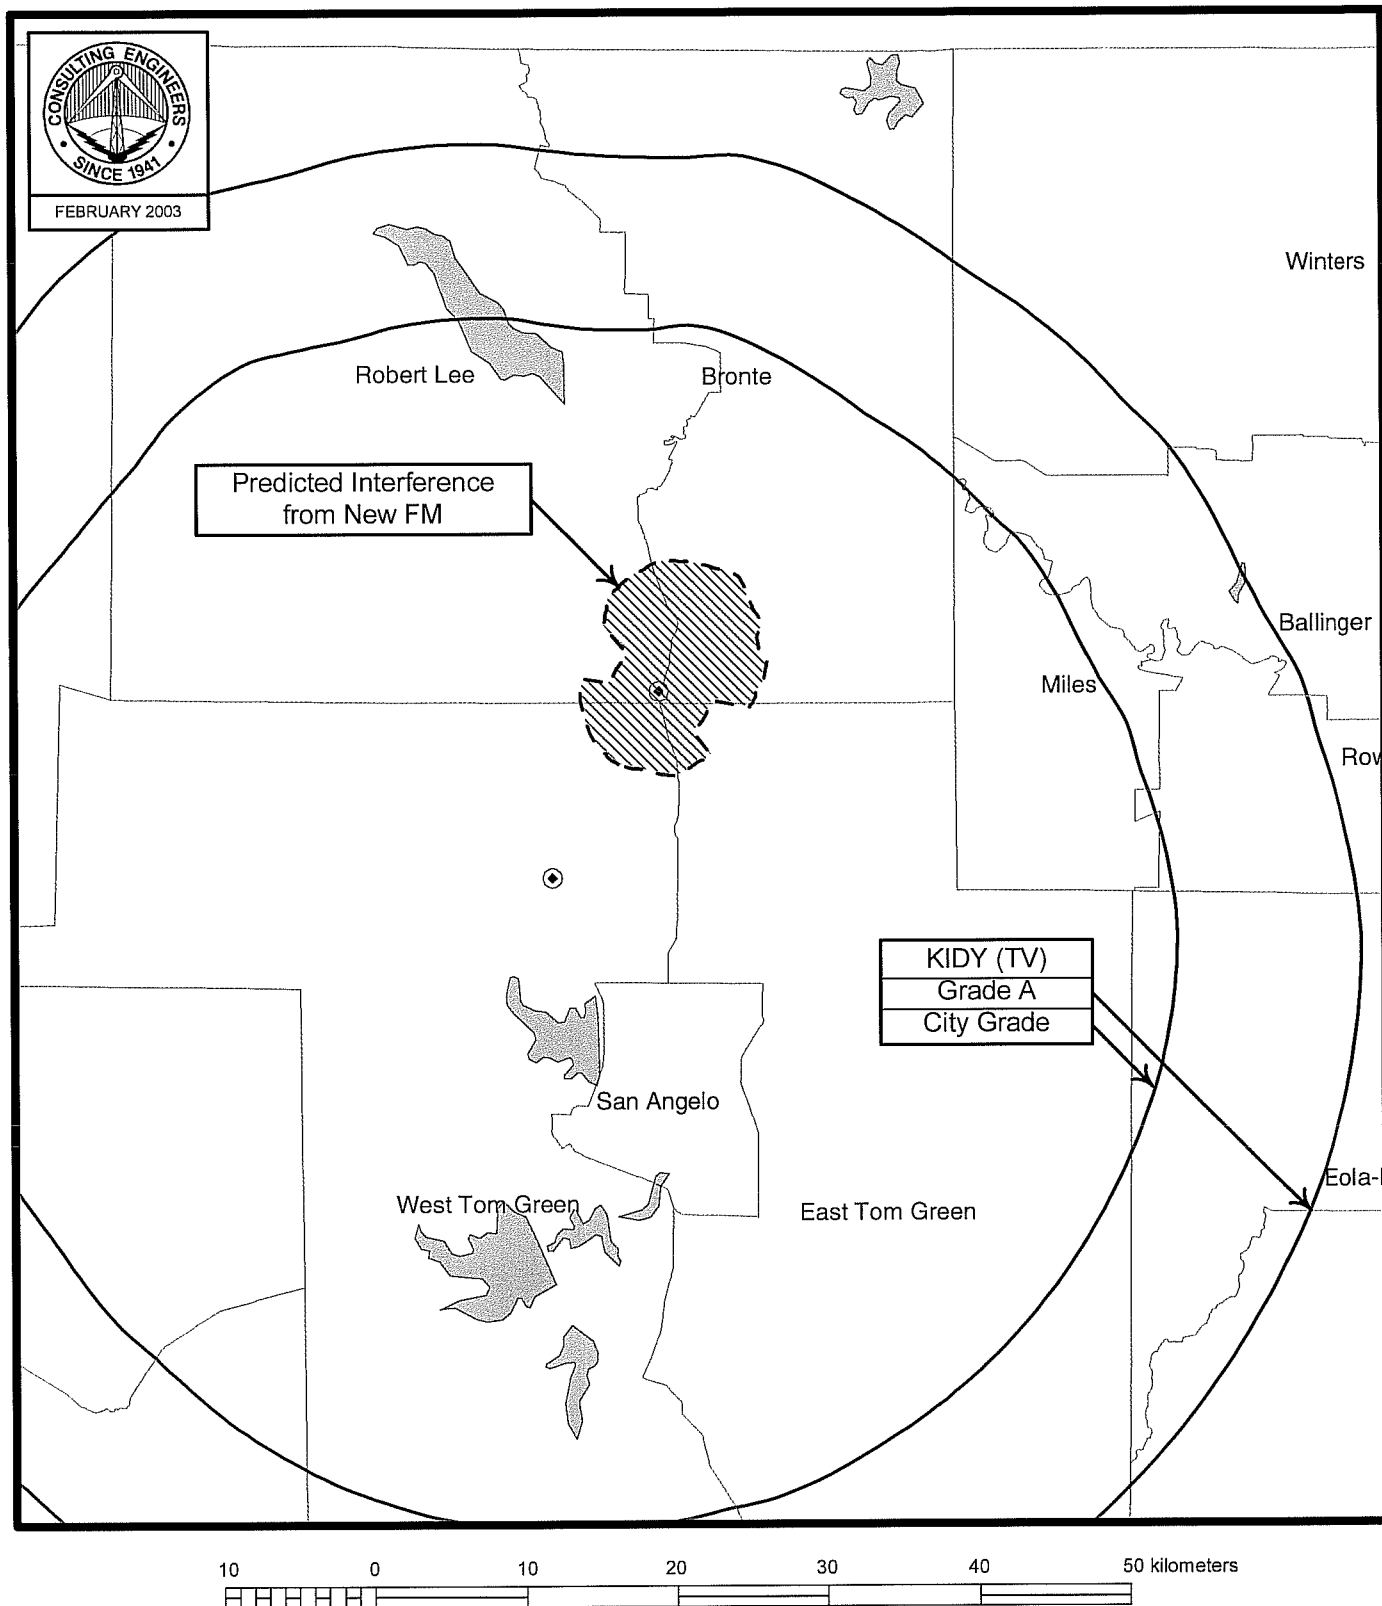 CONSULTING ENGINEERS
• SINCE 1941 •
FEBRUARY 2003
Winters
Robert Lee
Bronte
Predicted Interference
from New FM
Ballinger
Miles
Row
KIDY (TV)
Grade A
City Grade
San Angelo
Eola-
West Tom Green
East Tom Green
10 0 10 20 30 40 50 kilometers